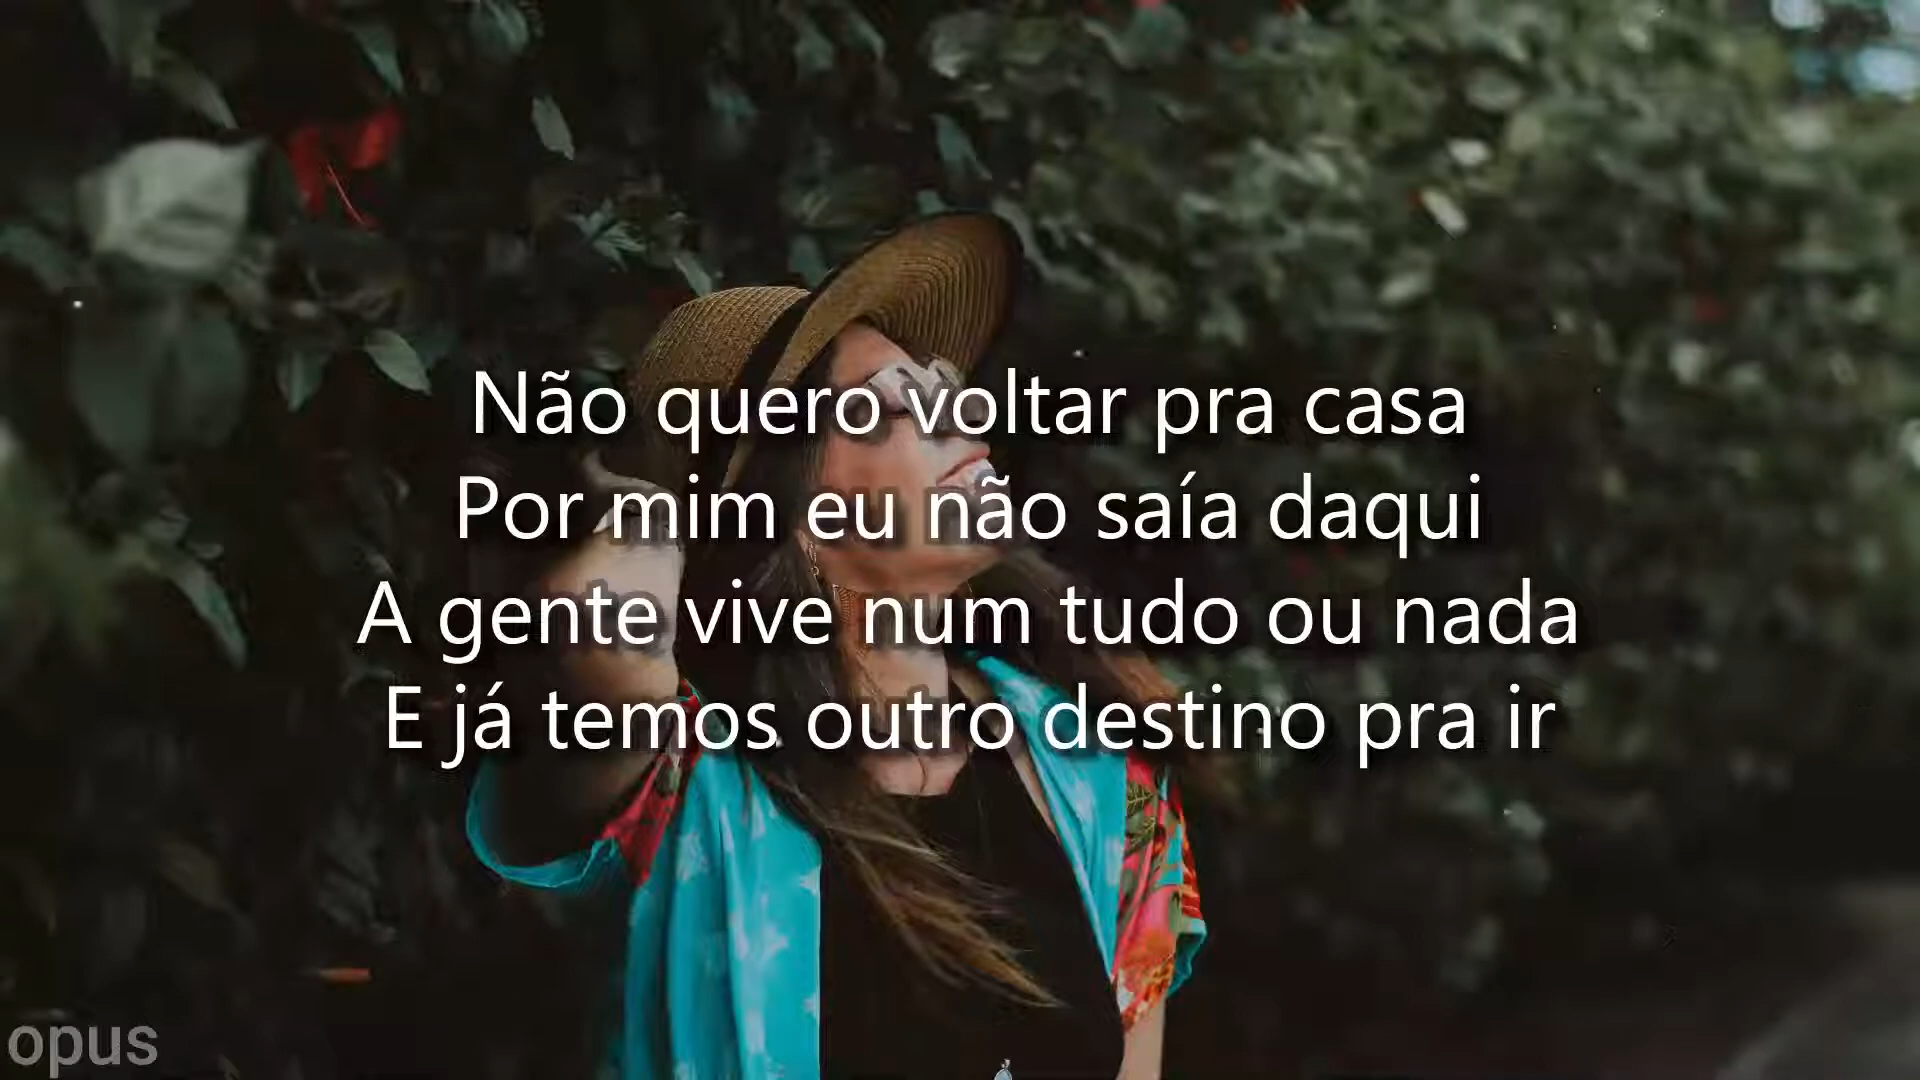 Não quero voltar pra casa
Por mim eu não saía daqui
A gente vive num tudo ou nada
E já temos outro destino pra ir
opus